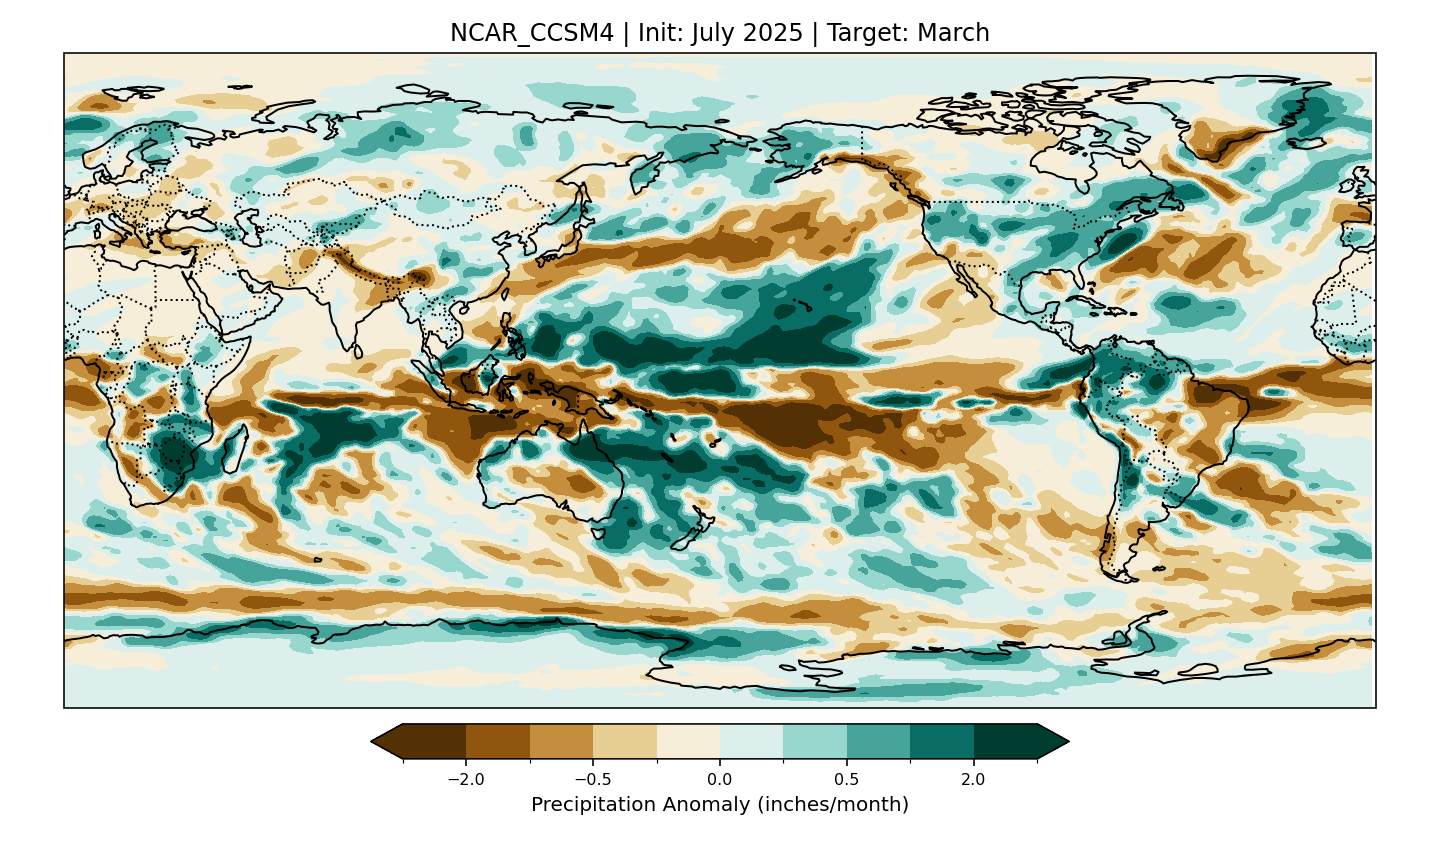 NCAR_CCSM4 | Init: July 2025 | Target: March
−2.0 −0.5 0.0 0.5 2.0
Precipitation Anomaly (inches/month)